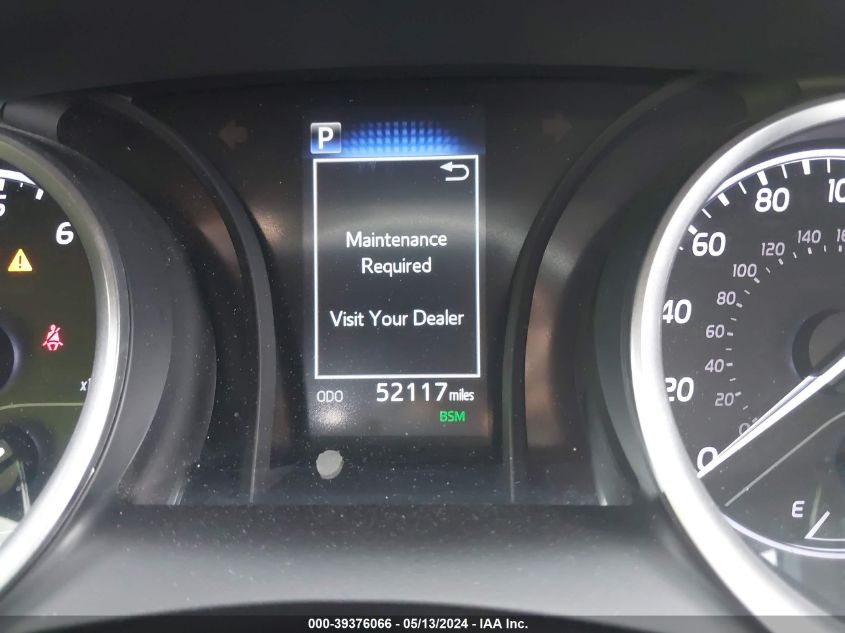 P
Maintenance
Required
Visit Your Dealer
ODO 52117 miles
BSM
6
80
60
40
20
0
140
120
100
80
60
40
20
0
E
000-39376066 - 05/13/2024 - IAA Inc.